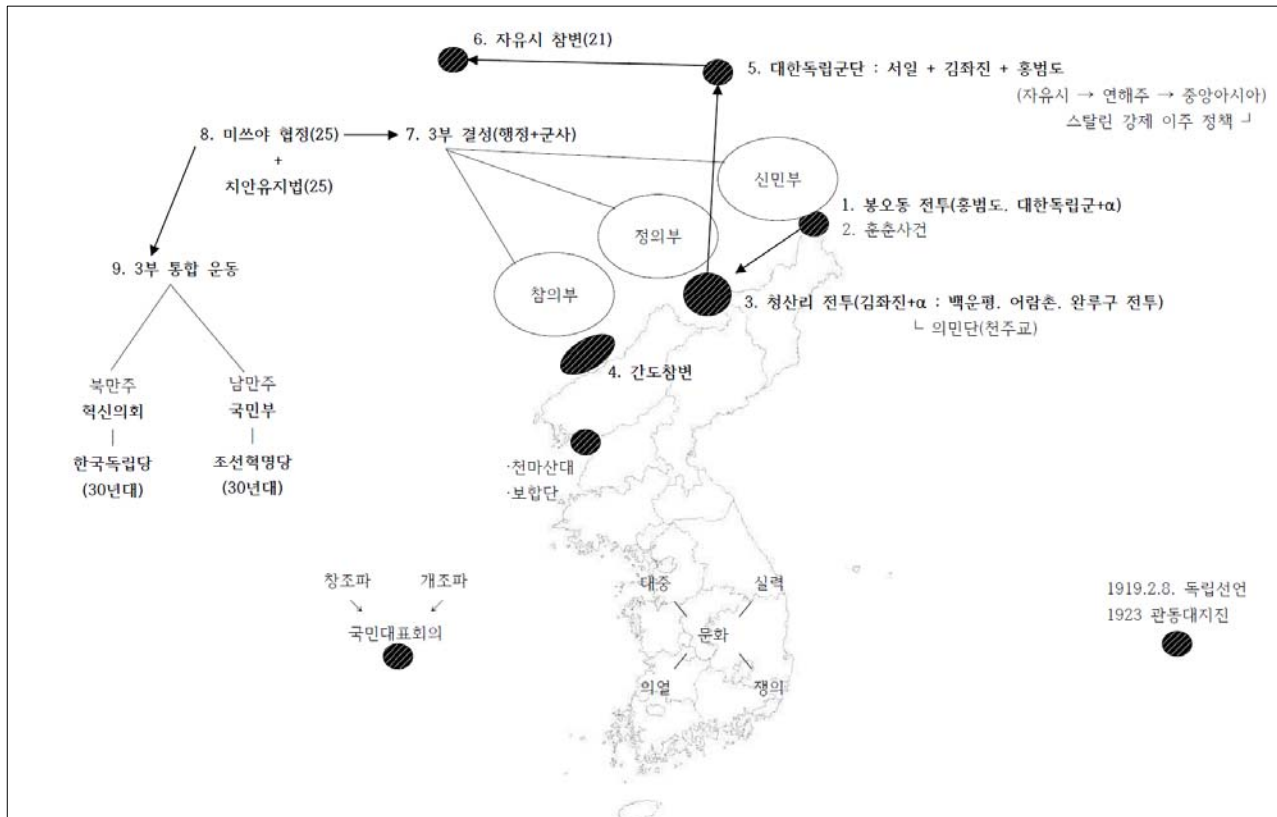 6. 자유시 참변(21)
5. 대한독립군단 : 서일 + 김좌진 + 홍범도
(자유시 → 연해주 → 중앙아시아)
스탈린 강제 이주 정책 ┘
8. 미쓰야 협정(25)
+
치안유지법(25)
7. 3부 결성(행정+군사)
신민부
정의부
참의부
1. 봉오동 전투(홍범도, 대한독립군+α)
2. 훈춘사건
3. 청산리 전투(김좌진+α : 백운평, 어랑촌, 완루구 전투)
└ 의민단(천주교)
4. 간도참변
9. 3부 통합 운동
북만주
혁신의회
한국독립당
(30년대)
남만주
국민부
조선혁명당
(30년대)
·천마산대
·보합단
창조파
개조파
국민대표회의
대중
실력
문화
의열
쟁의
1919.2.8. 독립선언
1923 관동대지진